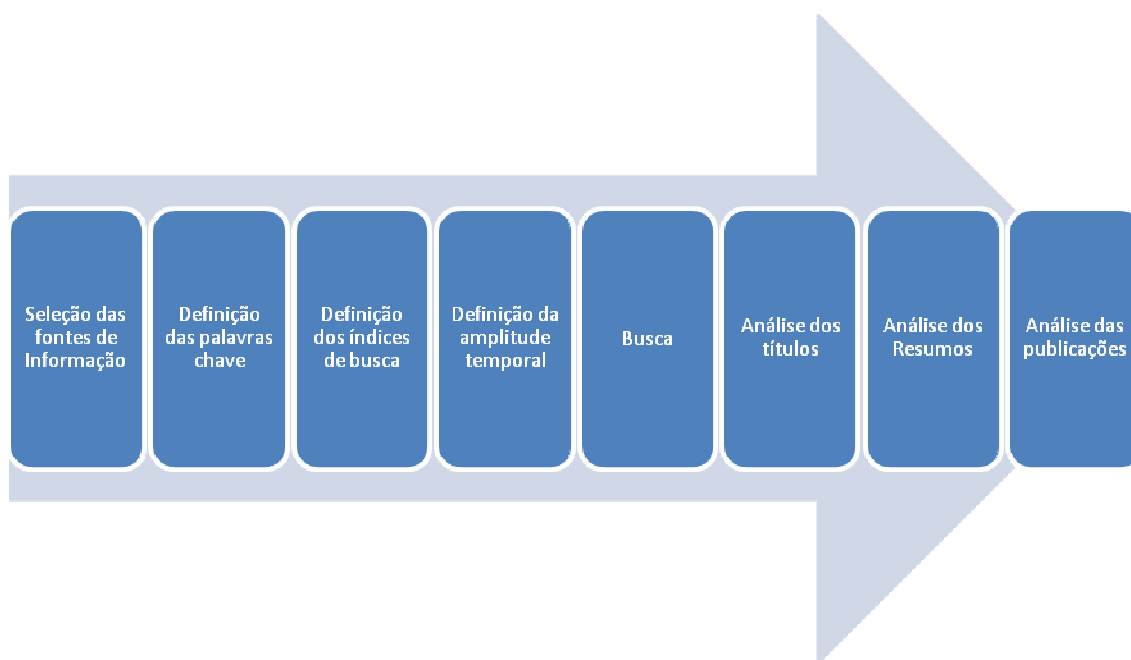 Seleção das
fontes de
Informação
Definição
das palavras
chave
Definição
dos índices
de busca
Definição da
amplitude
temporal
Busca
Análise dos
títulos
Análise dos
Resumos
Análise das
publicações